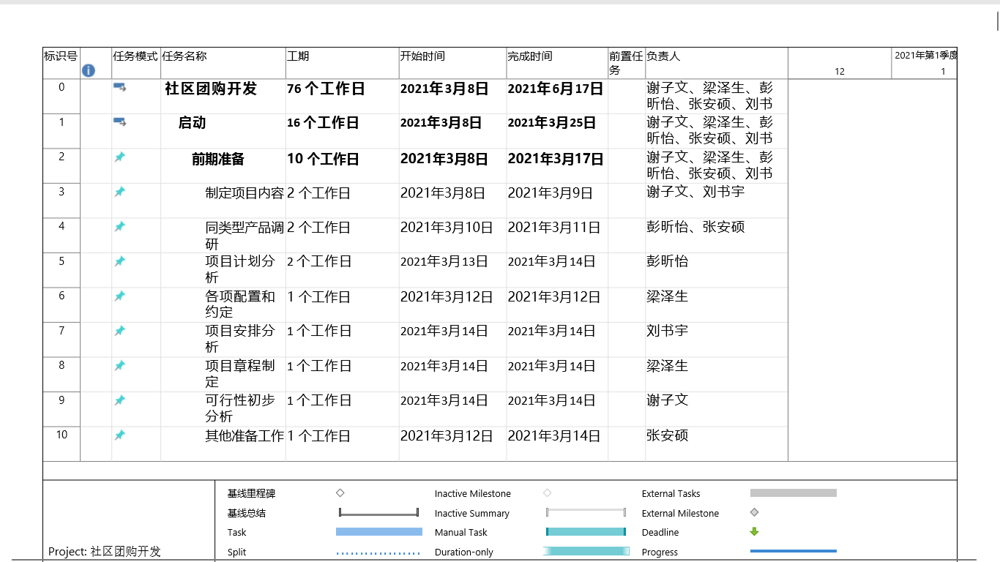 标识号 任务模式 任务名称 工期 开始时间 完成时间 前置任务 负责人 2021年第1季度
12 1
0 社区团购开发 76 个工作日 2021年3月8日 2021年6月17日 谢子文、梁泽生、彭
昕怡、张安硕、刘书
1 启动 16 个工作日 2021年3月8日 2021年3月25日 谢子文、梁泽生、彭
昕怡、张安硕、刘书
2 前期准备 10 个工作日 2021年3月8日 2021年3月17日 谢子文、梁泽生、彭
昕怡、张安硕、刘书
3 制定项目内容 2 个工作日 2021年3月8日 2021年3月9日 谢子文、刘书宇
4 同类型产品调 2 个工作日 2021年3月10日 2021年3月11日 彭昕怡、张安硕
研
5 项目计划分 2 个工作日 2021年3月13日 2021年3月14日 彭昕怡
析
6 各项配置和 1 个工作日 2021年3月12日 2021年3月12日 梁泽生
约定
7 项目安排分 1 个工作日 2021年3月14日 2021年3月14日 刘书宇
析
8 项目章程制 1 个工作日 2021年3月14日 2021年3月14日 梁泽生
定
9 可行性初步 1 个工作日 2021年3月14日 2021年3月14日 谢子文
分析
10 其他准备工作 1 个工作日 2021年3月12日 2021年3月14日 张安硕
基线里程碑 Inactive Milestone External Tasks
基线总结 Inactive Summary External Milestone
Task Manual Task Deadline
Project: 社区团购开发 Split Duration-only Progress